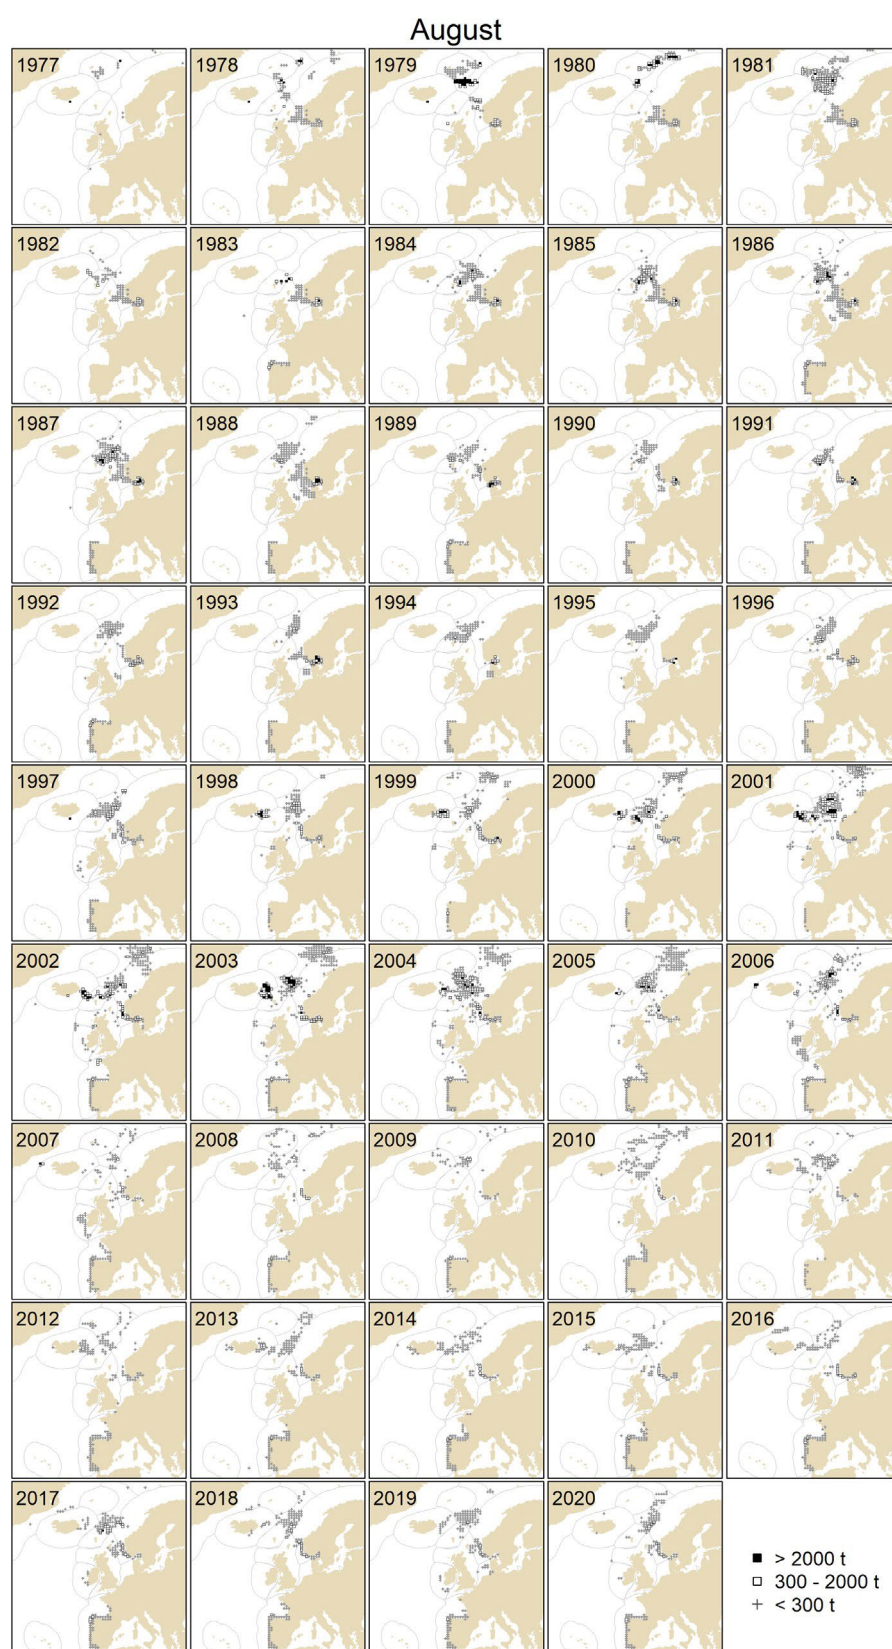 August
1977 1978 1979 1980 1981
1982 1983 1984 1985 1986
1987 1988 1989 1990 1991
1992 1993 1994 1995 1996
1997 1998 1999 2000 2001
2002 2003 2004 2005 2006
2007 2008 2009 2010 2011
2012 2013 2014 2015 2016
2017 2018 2019 2020
> 2000 t
300 - 2000 t
< 300 t